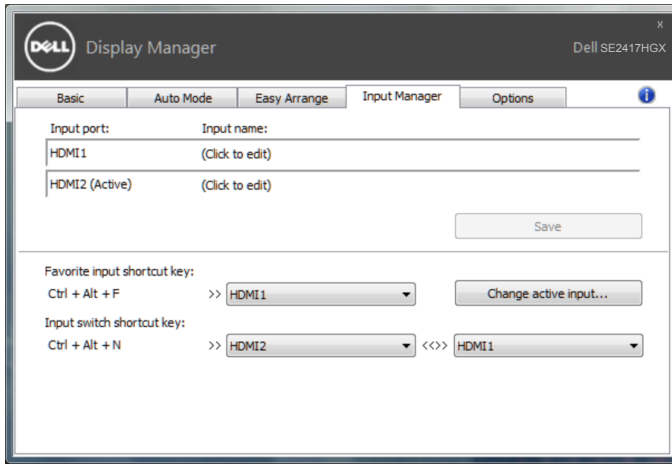 x
DELL Display Manager
Dell SE2417HGX
Basic Auto Mode Easy Arrange Input Manager Options i
Input port: Input name:
HDMI1 (Click to edit)
HDMI2 (Active) (Click to edit)
Save
Favorite input shortcut key:
Ctrl + Alt + F >> HDMI1 Change active input...
Input switch shortcut key:
Ctrl + Alt + N >> HDMI2 <<>> HDMI1